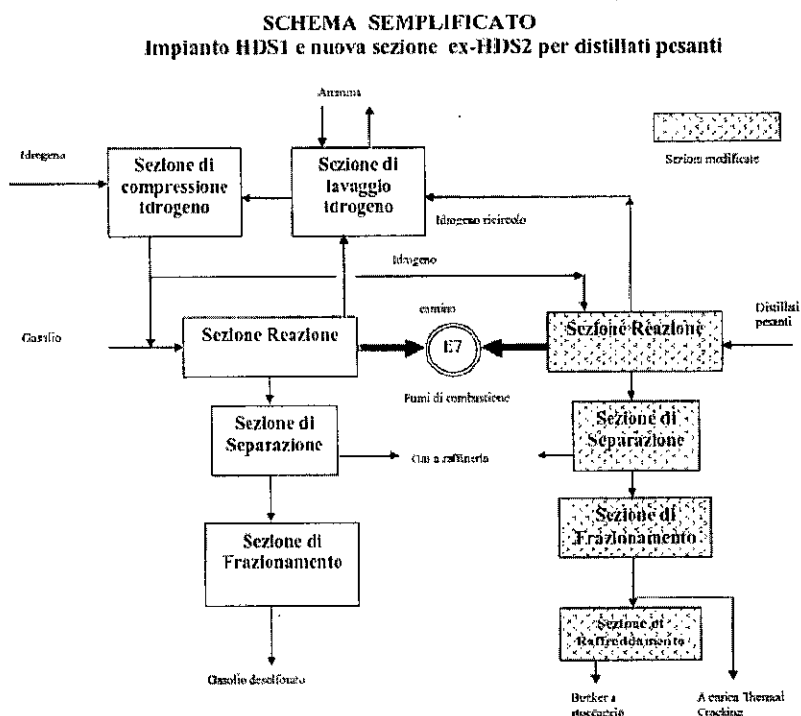 SCHEMA SEMPLIFICATO
Impianto HDS1 e nuova sezione ex-HDS2 per distillati pesanti
Ammina
Idrogeno
Sezione di
compressione
idrogeno
Sezione di
lavaggio
idrogeno
Sezioni modificate
Idrogeno riciclo
Idrogeno
camino
Distillati
pesanti
Gasolio
Sezione Reazione
E7
Sezione Reazione
Fumi di combustione
Sezione di
Separazione
Gas a raffineria
Sezione di
Separazione
Sezione di
Frazionamento
Sezione di
Frazionamento
Sezione di
Raffreddamento
Gasolio desolforato
Bunker a
stoccaggio
A carica Thermal
Cracking